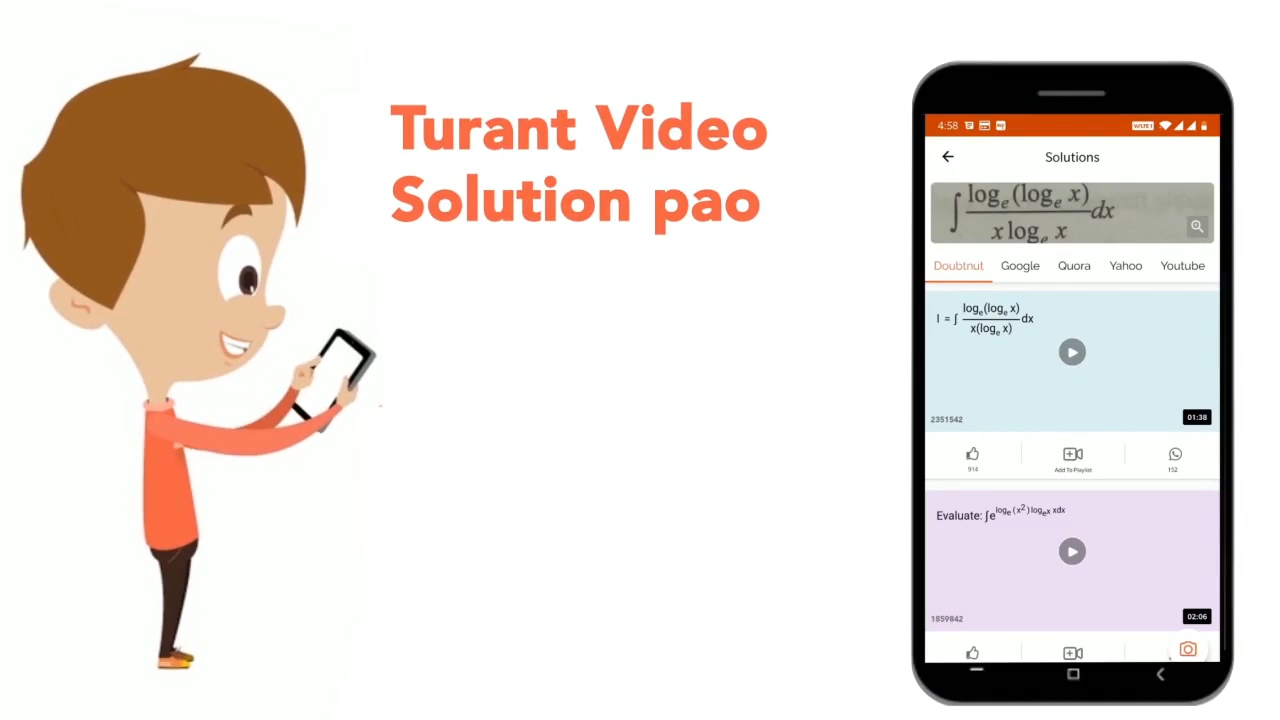 Turant Video
Solution pao
4:58
VoLTE1
Solutions
∫ logₑ(logₑ x) / x logₑ x dx
Doubtnut Google Quora Yahoo Youtube
I = ∫ logₑ(logₑ x) / x(logₑ x) dx
2351542 01:38
914 Add To Playlist 152
Evaluate: ∫e^logₑ(x²)logₑx xdx
1859842 02:06